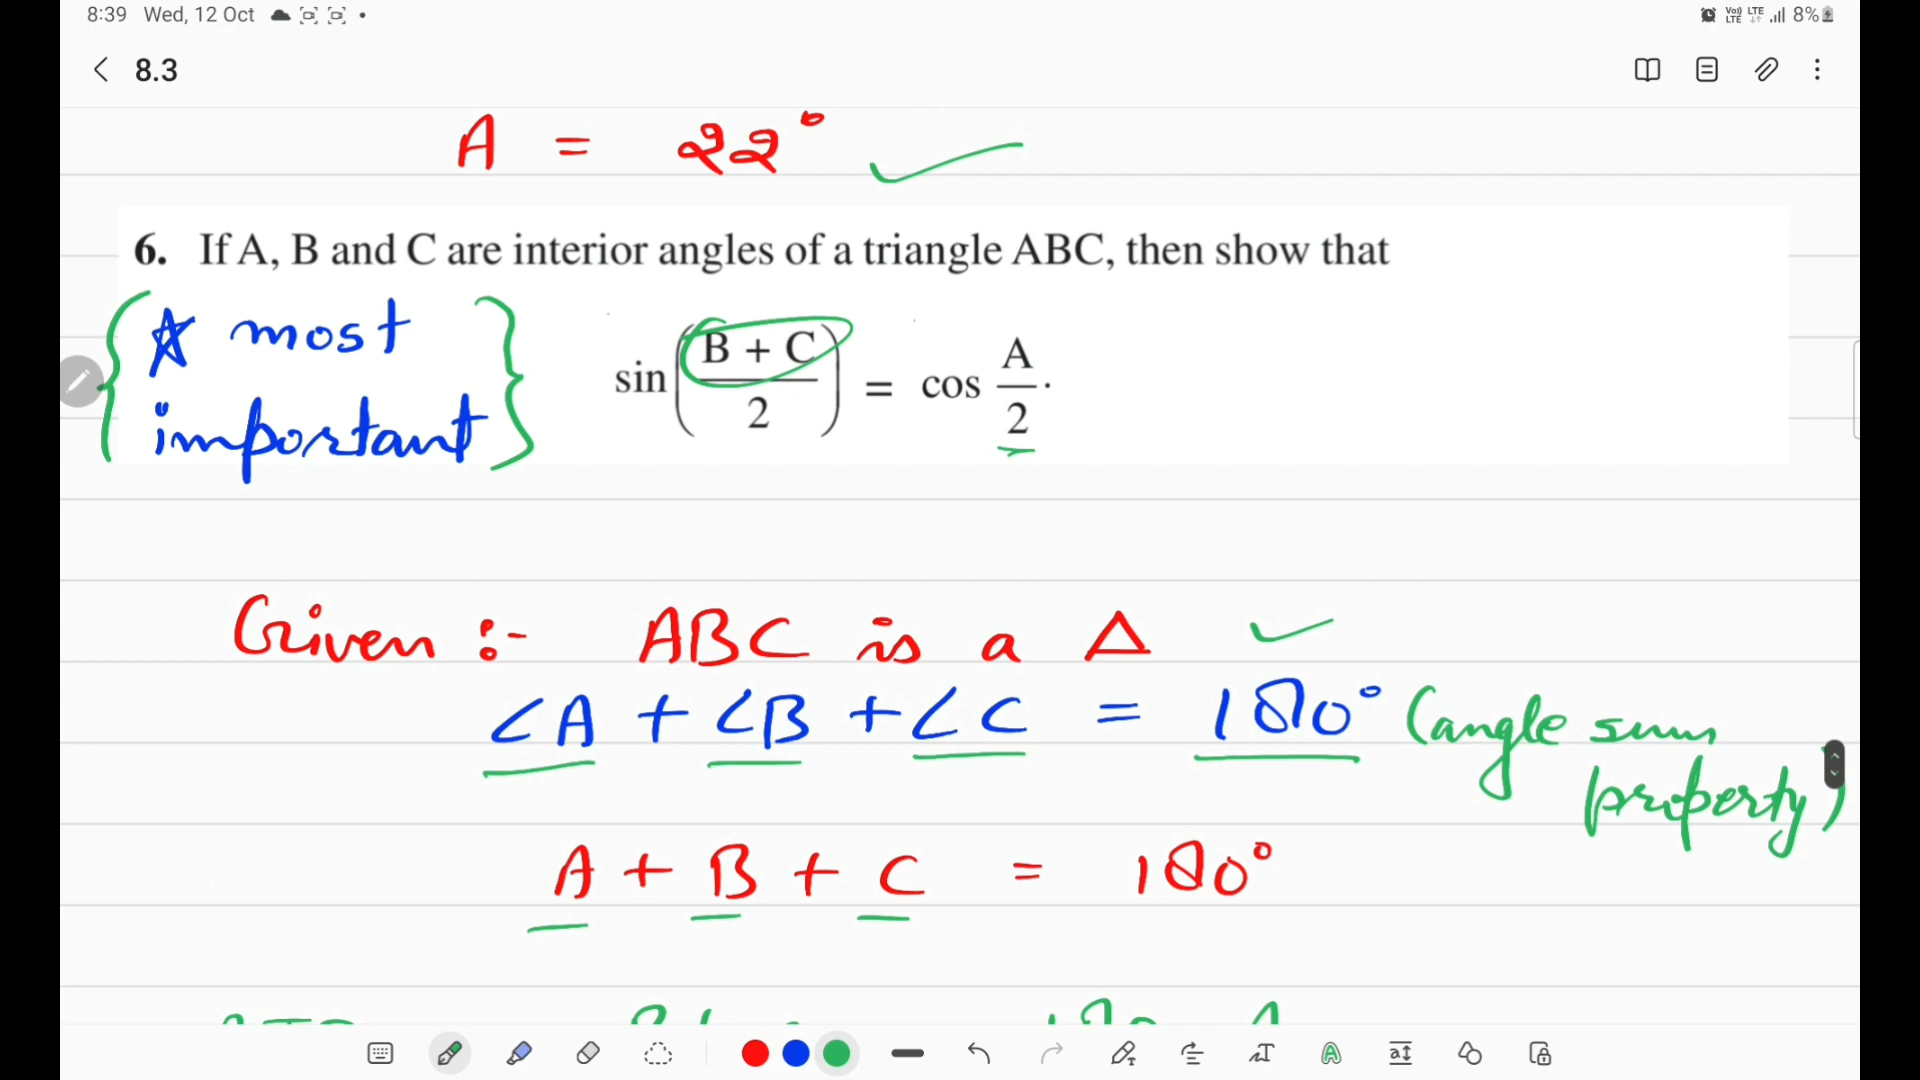 8:39 Wed, 12 Oct 8%
8.3
A = 22°
6. If A, B and C are interior angles of a triangle ABC, then show that
most
important
sin(B + C / 2) = cos A/2.
Given :- ABC is a Δ
∠A + ∠B + ∠C = 180° (angle sum
property)
A + B + C = 180°